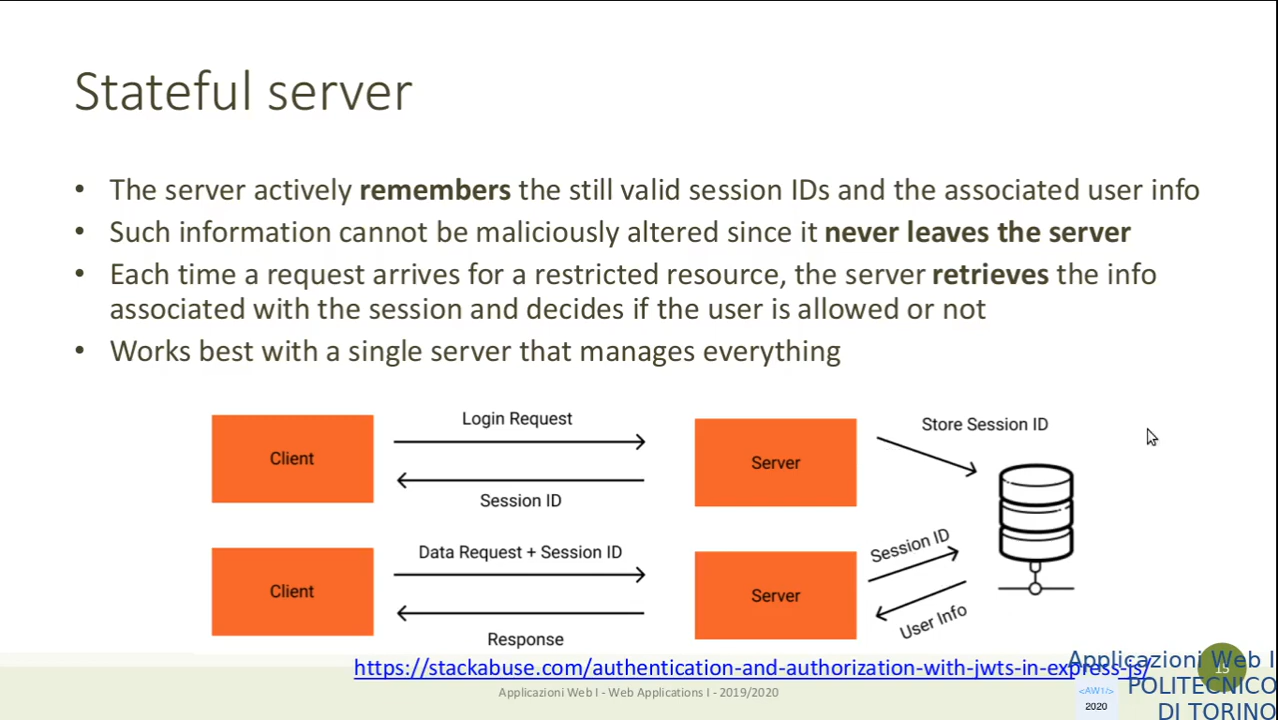 Stateful server
• The server actively remembers the still valid session IDs and the associated user info
• Such information cannot be maliciously altered since it never leaves the server
• Each time a request arrives for a restricted resource, the server retrieves the info
associated with the session and decides if the user is allowed or not
• Works best with a single server that manages everything
Login Request
Store Session ID
Client
Server
Session ID
Data Request + Session ID
Session ID
Client
Server
User Info
Response
https://stackabuse.com/authentication-and-authorization-with-jwts-in-express-js/
Applicazioni Web I - Web Applications I - 2019/2020
Applicazioni Web I
POLITECNICO
DI TORINO
<AW1/>
2020